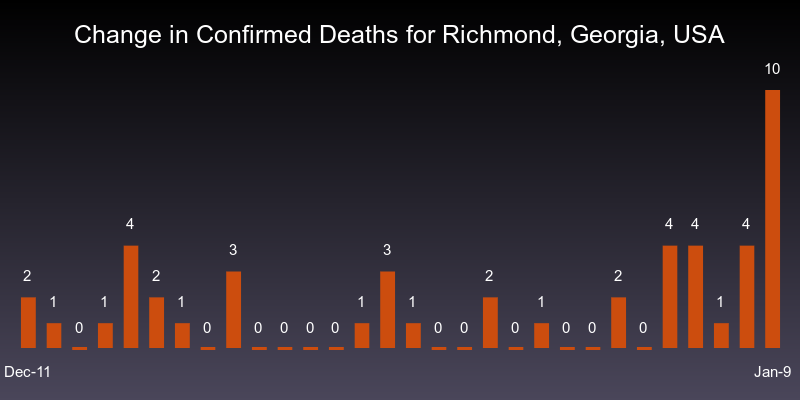 Change in Confirmed Deaths for Richmond, Georgia, USA
2 1 0 1 4 2 1 0 3 0 0 0 0 1 3 1 0 0 2 0 1 0 0 2 0 4 4 1 4 10
Dec-11 Jan-9